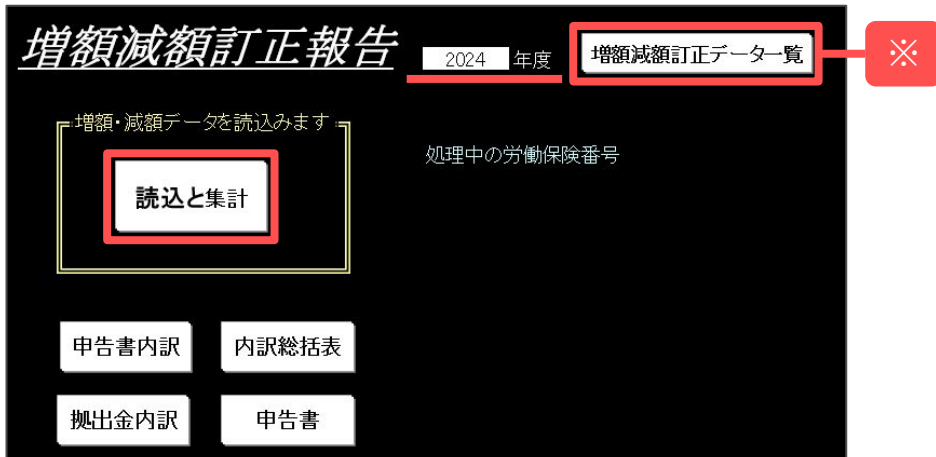 増額減額訂正報告
2024 年度
増額減額訂正データ一覧
※
増額・減額データを読込みます
読込と集計
処理中の労働保険番号
申告書内訳
内訳総括表
拠出金内訳
申告書